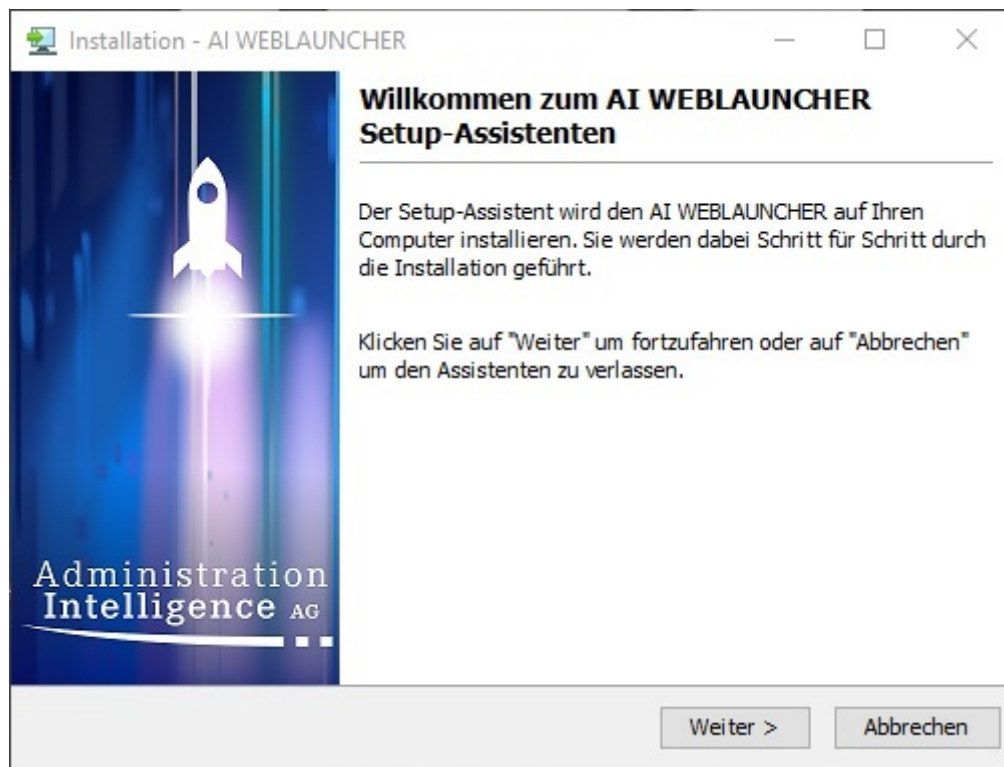 Installation - AI WEBLAUNCHER
Willkommen zum AI WEBLAUNCHER
Setup-Assistenten
Der Setup-Assistent wird den AI WEBLAUNCHER auf Ihren
Computer installieren. Sie werden dabei Schritt für Schritt durch
die Installation geführt.
Klicken Sie auf "Weiter" um fortzufahren oder auf "Abbrechen"
um den Assistenten zu verlassen.
Administration
Intelligence AG
Weiter >
Abbrechen